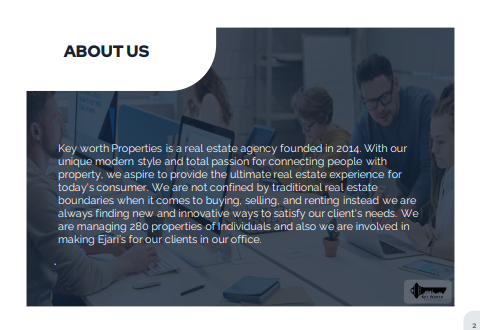 ABOUT US
Key worth Properties is a real estate agency founded in 2014. With our
unique modern style and total passion for connecting people with
property, we aspire to provide the ultimate real estate experience for
today's consumer. We are not confined by traditional real estate
boundaries when it comes to buying, selling, and renting instead we are
always finding new and innovative ways to satisfy our client's needs. We
are managing 280 properties of Individuals and also we are involved in
making Ejari's for our clients in our office.
.
Key Worth
2